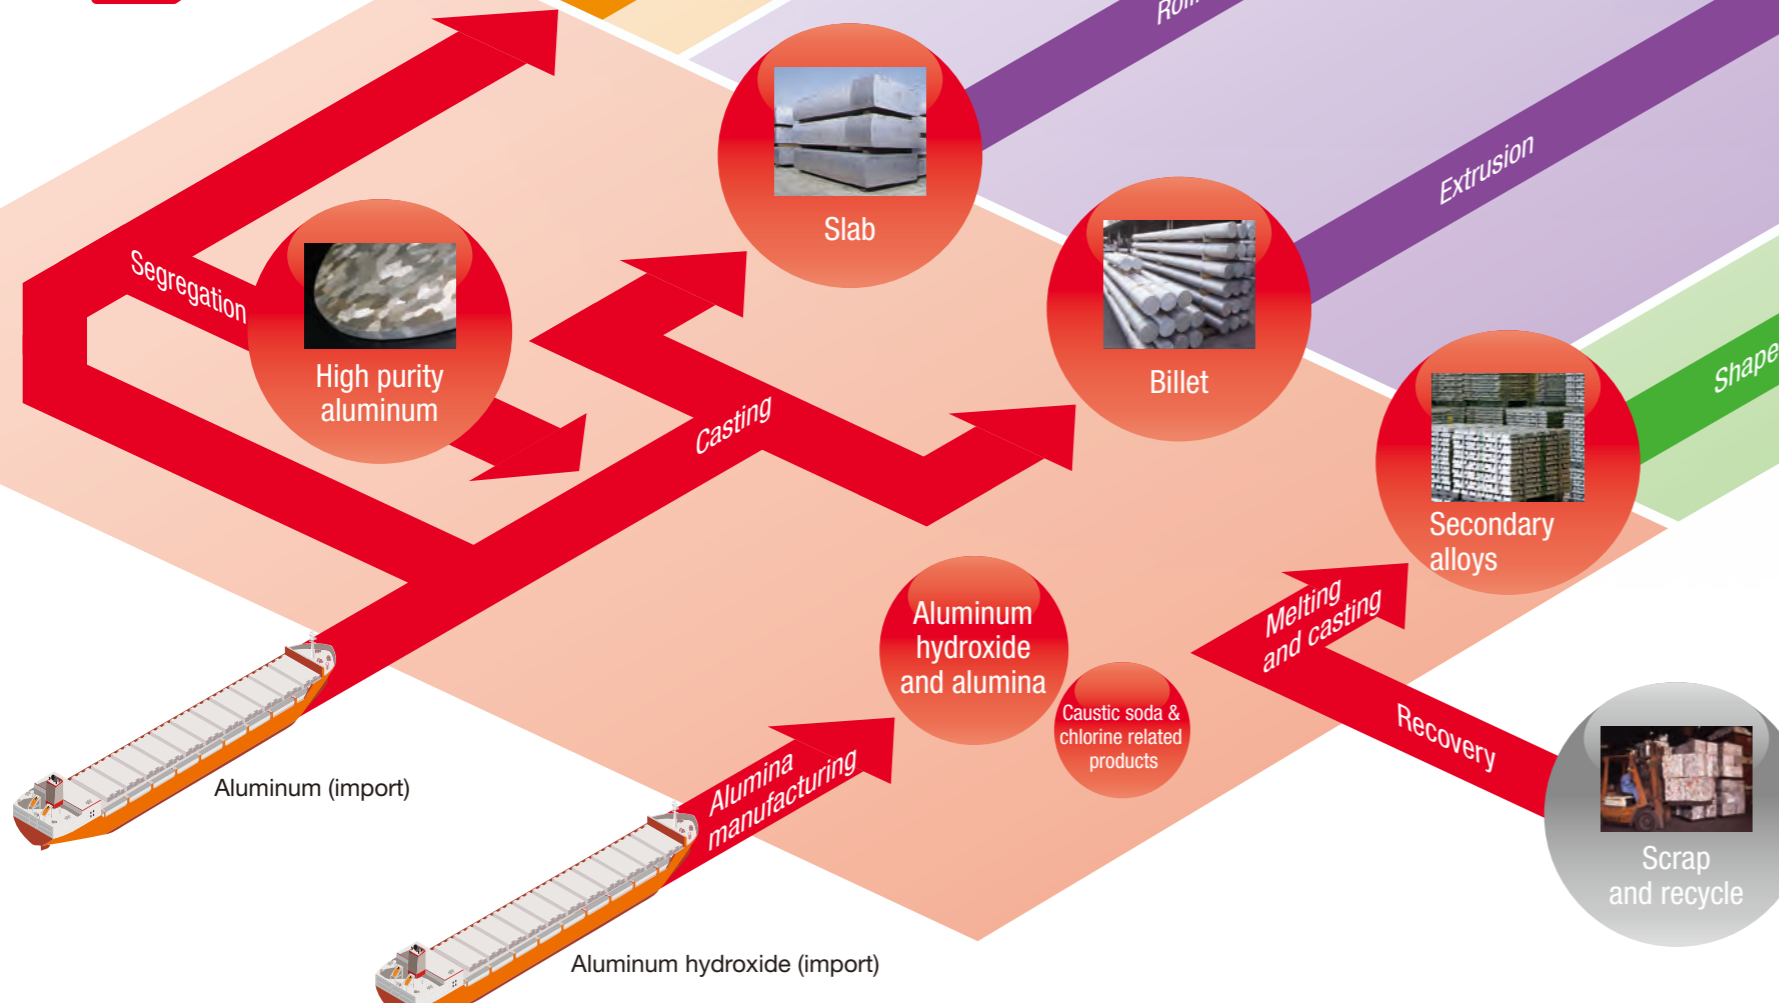 Slab
Extrusion
Segregation
High purity
aluminum
Billet
Casting
Shape
Secondary
alloys
Aluminum
hydroxide
and alumina
Melting
and casting
Caustic soda &
chlorine related
products
Recovery
Aluminum (import)
Alumina
manufacturing
Scrap
and recycle
Aluminum hydroxide (import)